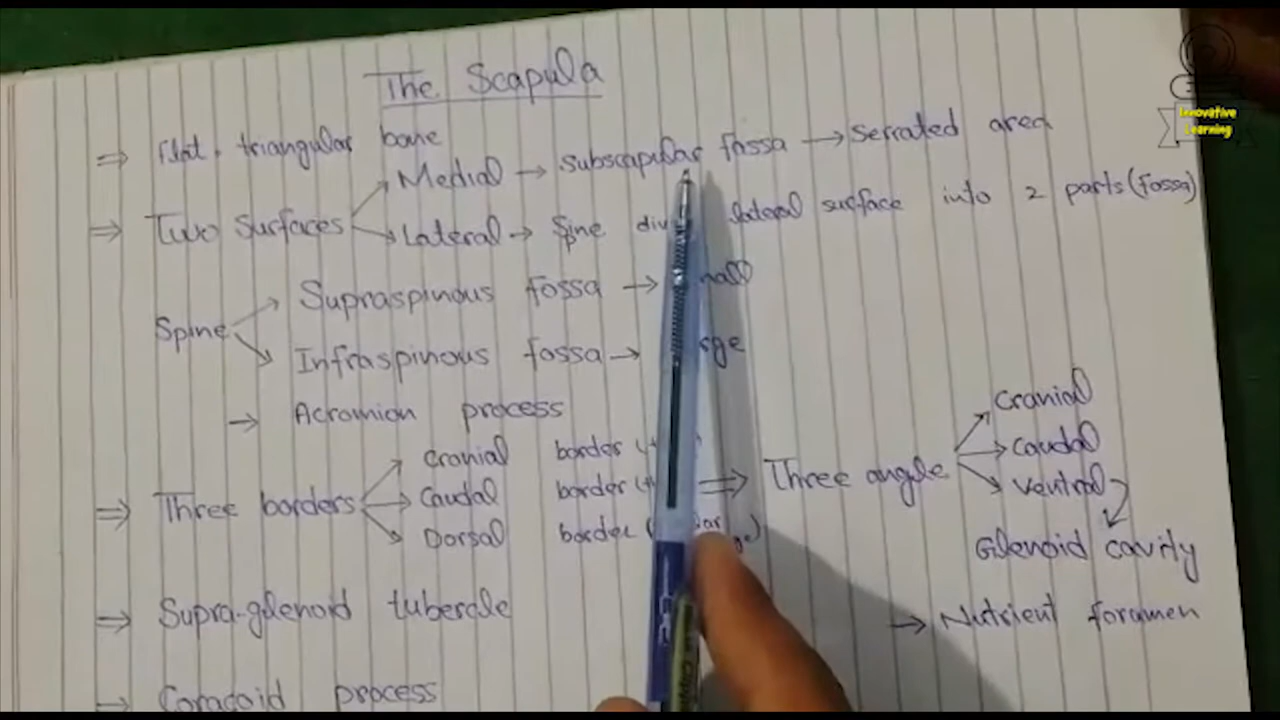 The Scapula
⇒ Flat, triangular bone
⇒ Two Surfaces
Medial → Subscapular fossa → Serrated area
Lateral → Spine lateral surface into 2 parts (fossa)
Spine
Supraspinous fossa →
Infraspinous fossa →
→ Acromion process
⇒ Three borders
Cranial border
Caudal border
Dorsal border
⇒ Three angle
Cranial
Caudal
Ventral
Glenoid cavity
⇒ Supra-glenoid tubercle
→ Nutrient foramen
⇒ Coracoid process
Innovative
Learning